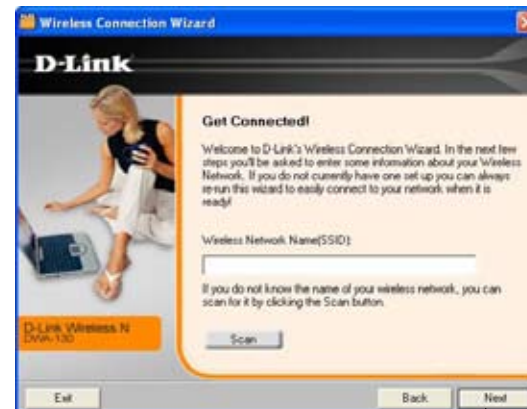 Wireless Connection Wizard
D-Link
Get Connected!
Welcome to D-Link's Wireless Connection Wizard. In the next few
steps you'll be asked to enter some information about your Wireless
Network. If you do not currently have one set up you can always
re-run this wizard to easily connect to your network when it is
ready!
Wireless Network Name(SSID):
If you do not know the name of your wireless network, you can
scan for it by clicking the Scan button.
Scan
D-Link Wireless N
DWA-130
Exit
Back
Next